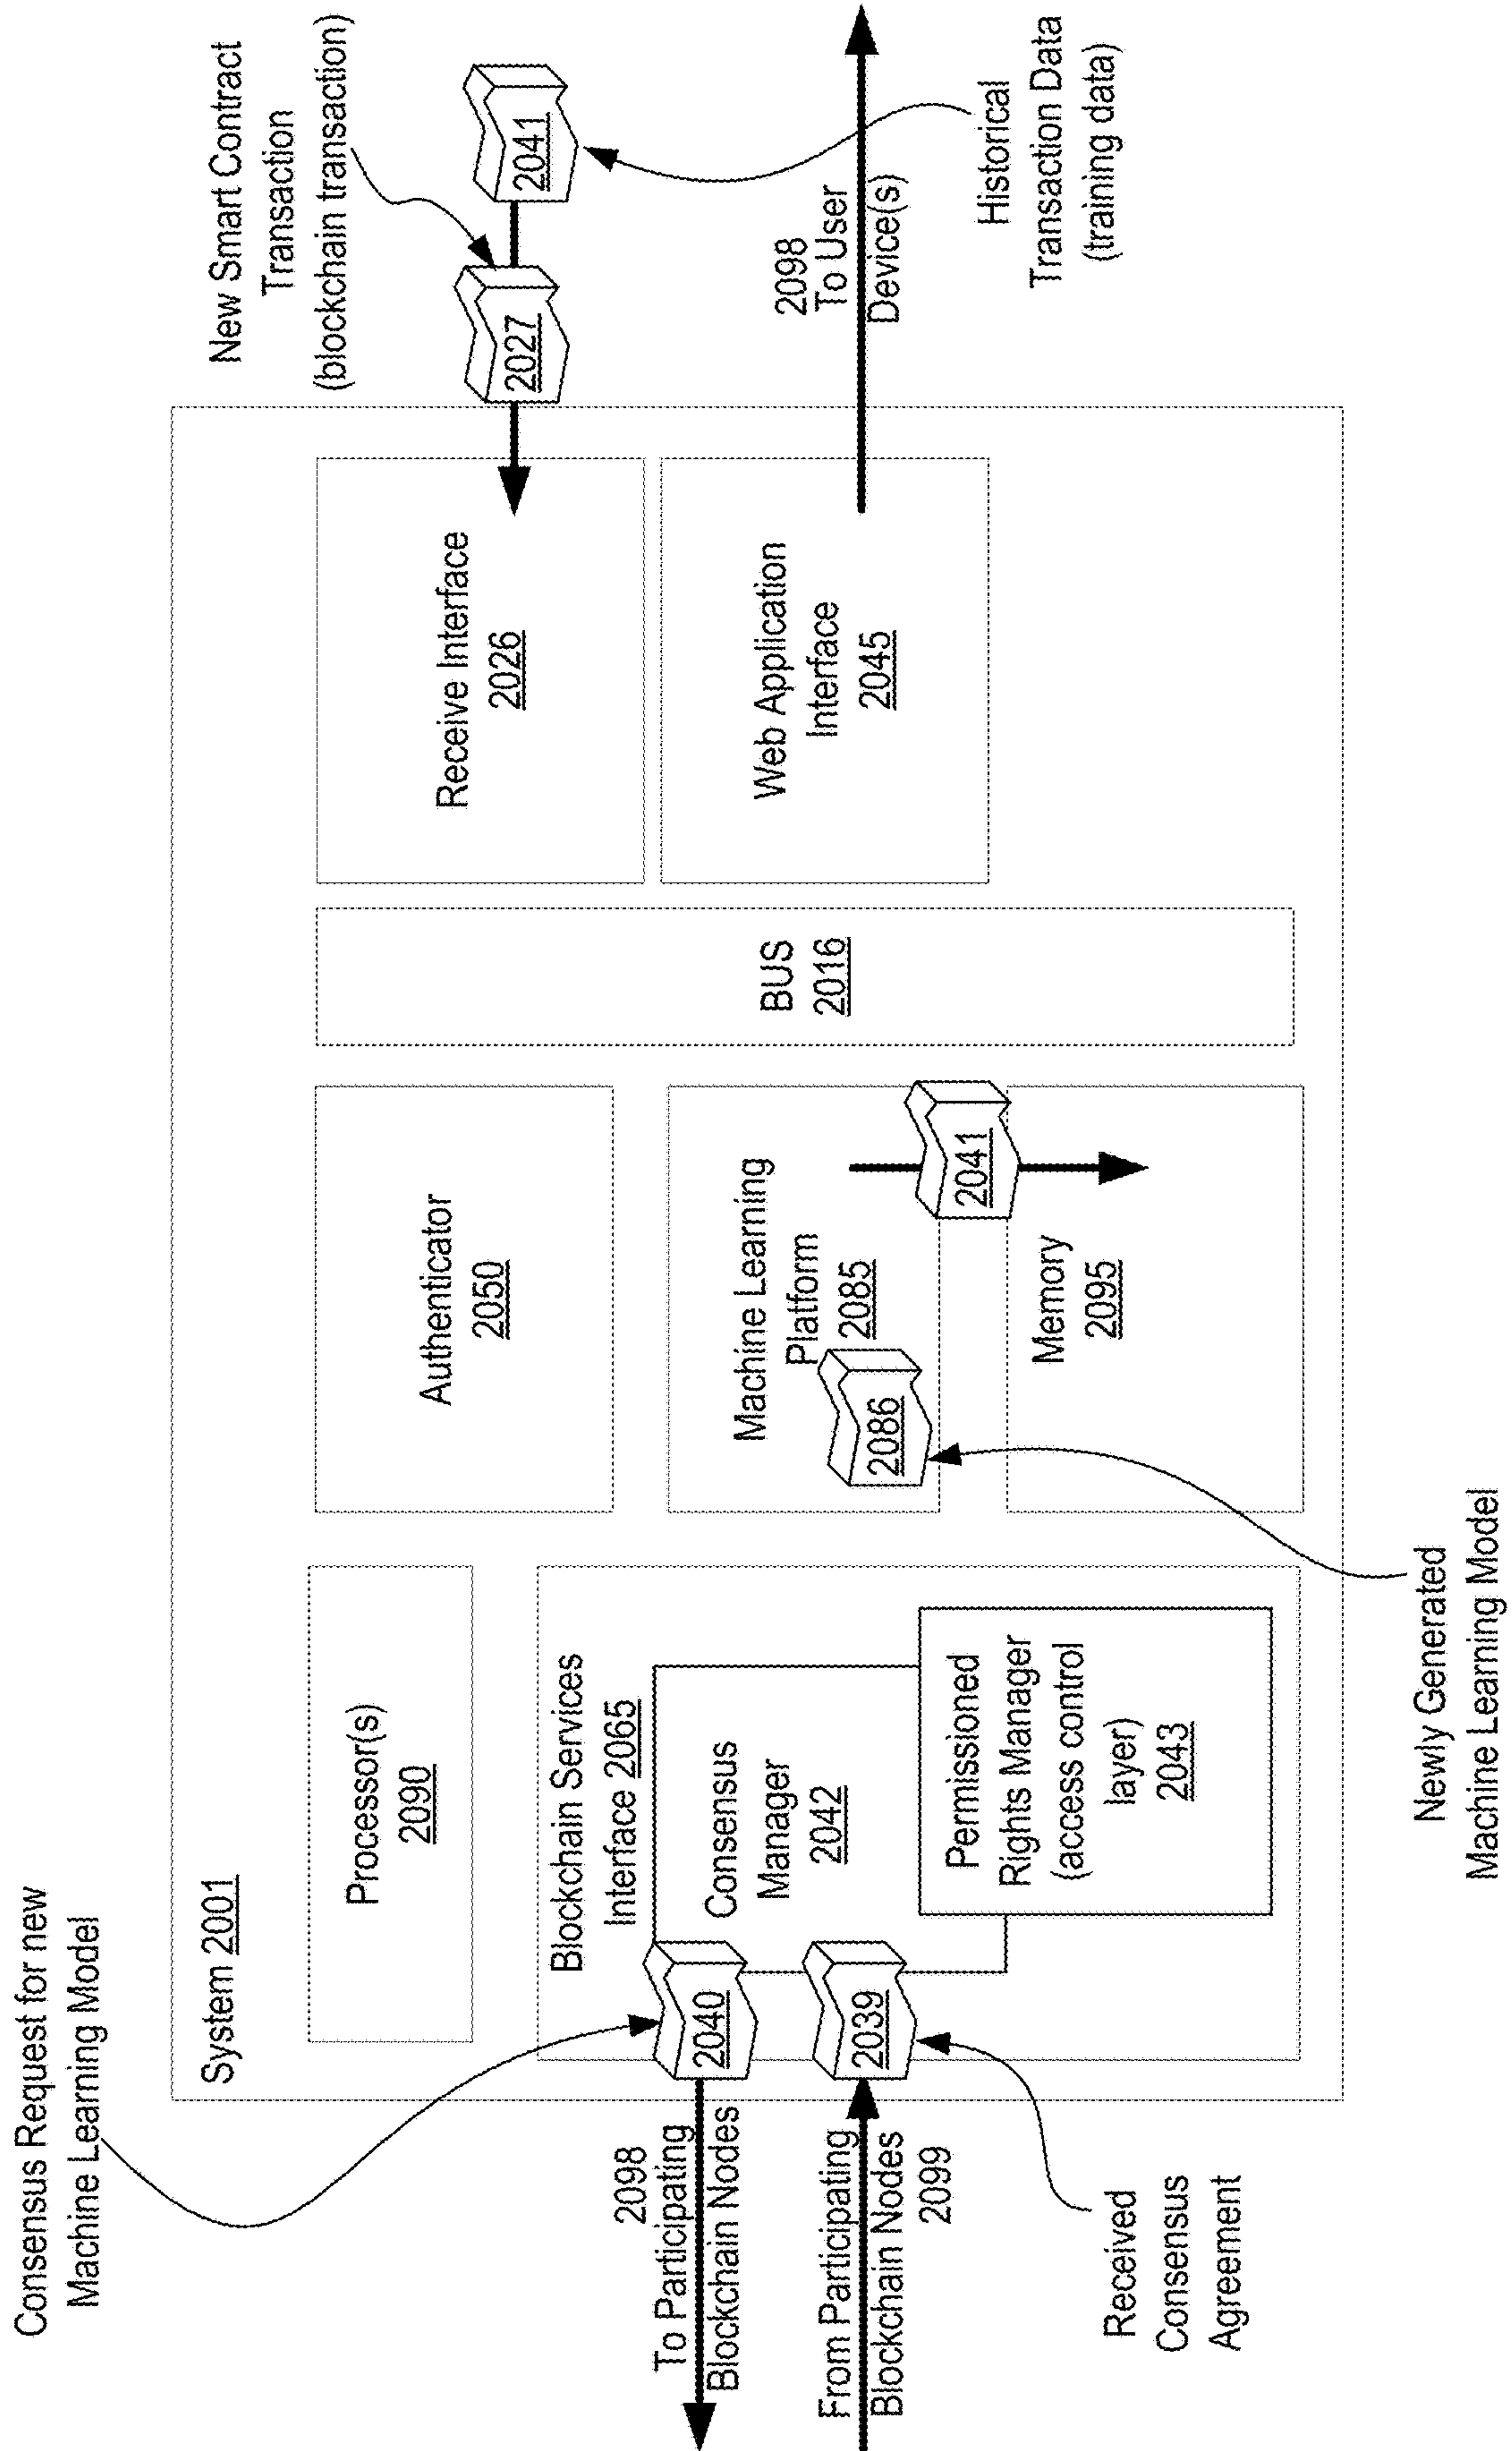 Consensus Request for new
Machine Learning Model
System 2001
Processor(s)
2090
Blockchain Services
Interface 2065
Consensus
Manager
2042
Permissioned
Rights Manager
(access control
layer)
2043
2040
2039
2098
To Participating
Blockchain Nodes
From Participating
Blockchain Nodes
2099
Received
Consensus
Agreement
Authenticator
2050
Machine Learning
Platform
2085
2086
2041
Memory
2095
Newly Generated
Machine Learning Model
BUS
2016
Receive Interface
2026
Web Application
Interface
2045
New Smart Contract
Transaction
(blockchain transaction)
2027
2041
2098
To User
Device(s)
Historical
Transaction Data
(training data)